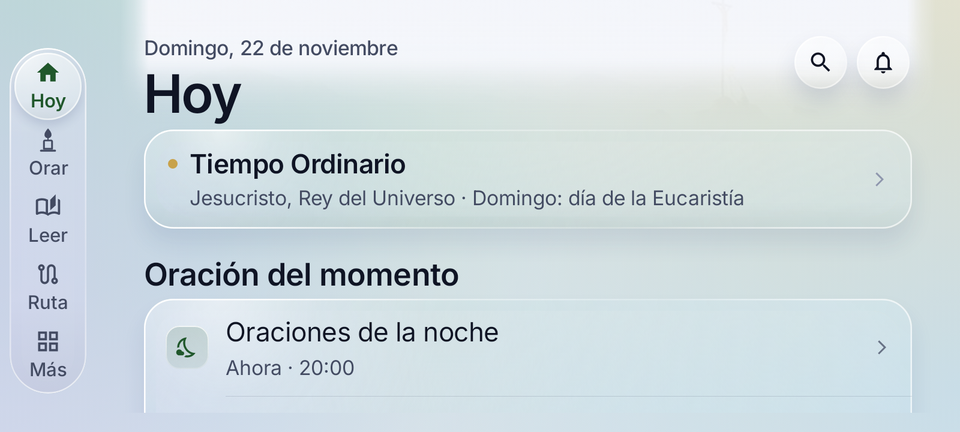 Domingo, 22 de noviembre
Hoy
Hoy
Orar
Leer
Ruta
Más
Tiempo Ordinario
Jesucristo, Rey del Universo · Domingo: día de la Eucaristía
Oración del momento
Oraciones de la noche
Ahora · 20:00